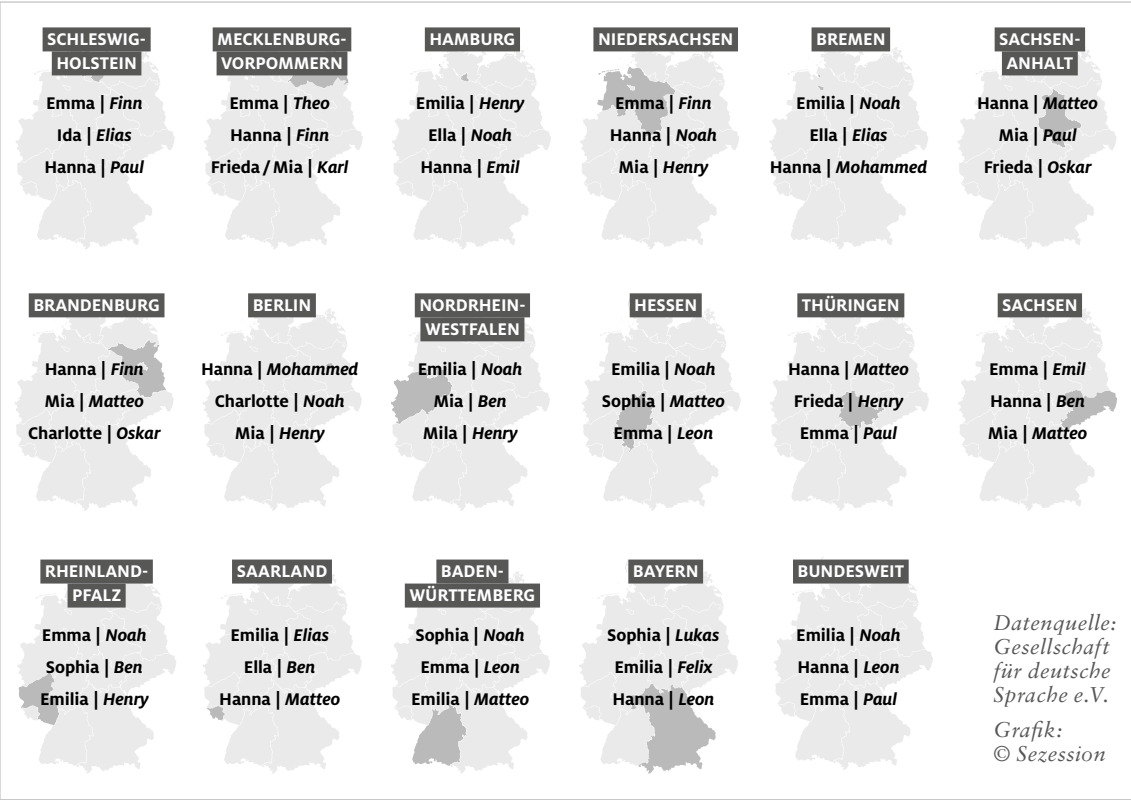 SCHLESWIG-
HOLSTEIN
Emma | Finn
Ida | Elias
Hanna | Paul
MECKLENBURG-
VORPOMMERN
Emma | Theo
Hanna | Finn
Frieda / Mia | Karl
HAMBURG
Emilia | Henry
Ella | Noah
Hanna | Emil
NIEDERSACHSEN
Emma | Finn
Hanna | Noah
Mia | Henry
BREMEN
Emilia | Noah
Ella | Elias
Hanna | Mohammed
SACHSEN-
ANHALT
Hanna | Matteo
Mia | Paul
Frieda | Oskar
BRANDENBURG
Hanna | Finn
Mia | Matteo
Charlotte | Oskar
BERLIN
Hanna | Mohammed
Charlotte | Noah
Mia | Henry
NORDRHEIN-
WESTFALEN
Emilia | Noah
Mia | Ben
Mila | Henry
HESSEN
Emilia | Noah
Sophia | Matteo
Emma | Leon
THÜRINGEN
Hanna | Matteo
Frieda | Henry
Emma | Paul
SACHSEN
Emma | Emil
Hanna | Ben
Mia | Matteo
RHEINLAND-
PFALZ
Emma | Noah
Sophia | Ben
Emilia | Henry
SAARLAND
Emilia | Elias
Ella | Ben
Hanna | Matteo
BADEN-
WÜRTTEMBERG
Sophia | Noah
Emma | Leon
Emilia | Matteo
BAYERN
Sophia | Lukas
Emilia | Felix
Hanna | Leon
BUNDESWEIT
Emilia | Noah
Hanna | Leon
Emma | Paul
Datenquelle:
Gesellschaft
für deutsche
Sprache e.V.
Grafik:
© Sezession